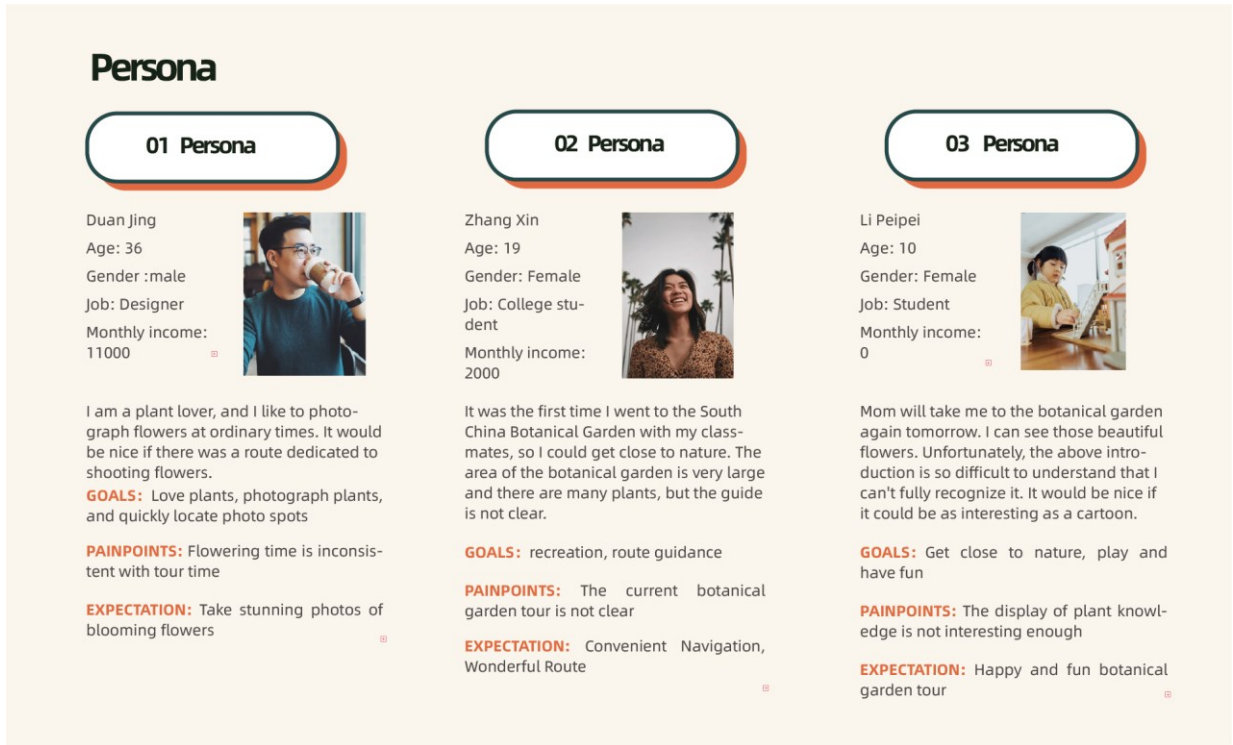 Persona
01 Persona
Duan Jing
Age: 36
Gender :male
Job: Designer
Monthly income:
11000
I am a plant lover, and I like to photo-
graph flowers at ordinary times. It would
be nice if there was a route dedicated to
shooting flowers.
GOALS: Love plants, photograph plants,
and quickly locate photo spots
PAINPOINTS: Flowering time is inconsis-
tent with tour time
EXPECTATION: Take stunning photos of
blooming flowers
02 Persona
Zhang Xin
Age: 19
Gender: Female
Job: College stu-
dent
Monthly income:
2000
It was the first time I went to the South
China Botanical Garden with my class-
mates, so I could get close to nature. The
area of the botanical garden is very large
and there are many plants, but the guide
is not clear.
GOALS: recreation, route guidance
PAINPOINTS: The current botanical
garden tour is not clear
EXPECTATION: Convenient Navigation,
Wonderful Route
03 Persona
Li Peipei
Age: 10
Gender: Female
Job: Student
Monthly income:
0
Mom will take me to the botanical garden
again tomorrow. I can see those beautiful
flowers. Unfortunately, the above intro-
duction is so difficult to understand that I
can't fully recognize it. It would be nice if
it could be as interesting as a cartoon.
GOALS: Get close to nature, play and
have fun
PAINPOINTS: The display of plant knowl-
edge is not interesting enough
EXPECTATION: Happy and fun botanical
garden tour